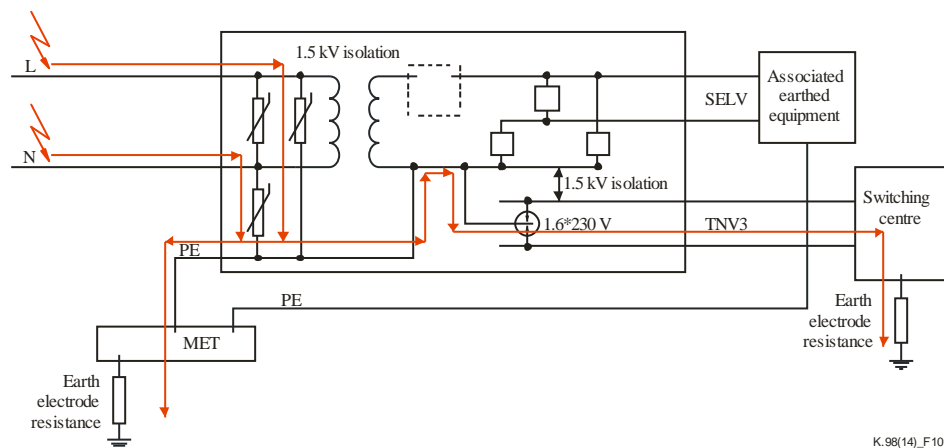 1.5 kV isolation
L
N
SELV
Associated
earthed
equipment
1.5 kV isolation
1.6*230 V
TNV3
Switching
centre
PE
PE
MET
Earth
electrode
resistance
Earth
electrode
resistance
K.98(14)_F10